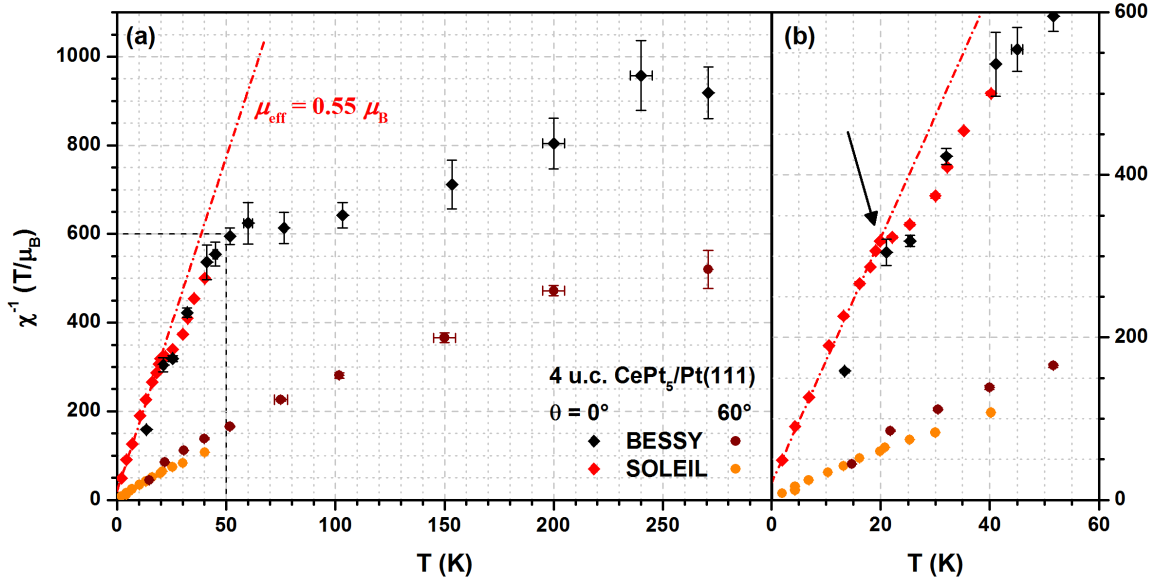 (a)
(b)
μeff = 0.55 μB
χ⁻¹ (T/μB)
1000
800
600
400
200
0
0 50 100 150 200 250
T (K)
4 u.c. CePt₅/Pt(111)
θ = 0° 60°
BESSY
SOLEIL
600
400
200
0
0 20 40 60
T (K)